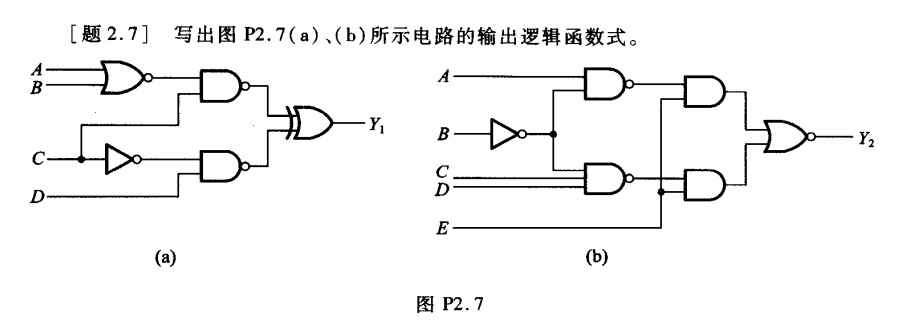 [题 2.7] 写出图 P2.7(a)、(b)所示电路的输出逻辑函数式。
A
B
C
D
Y₁
(a)
A
B
C
D
E
Y₂
(b)
图 P2.7